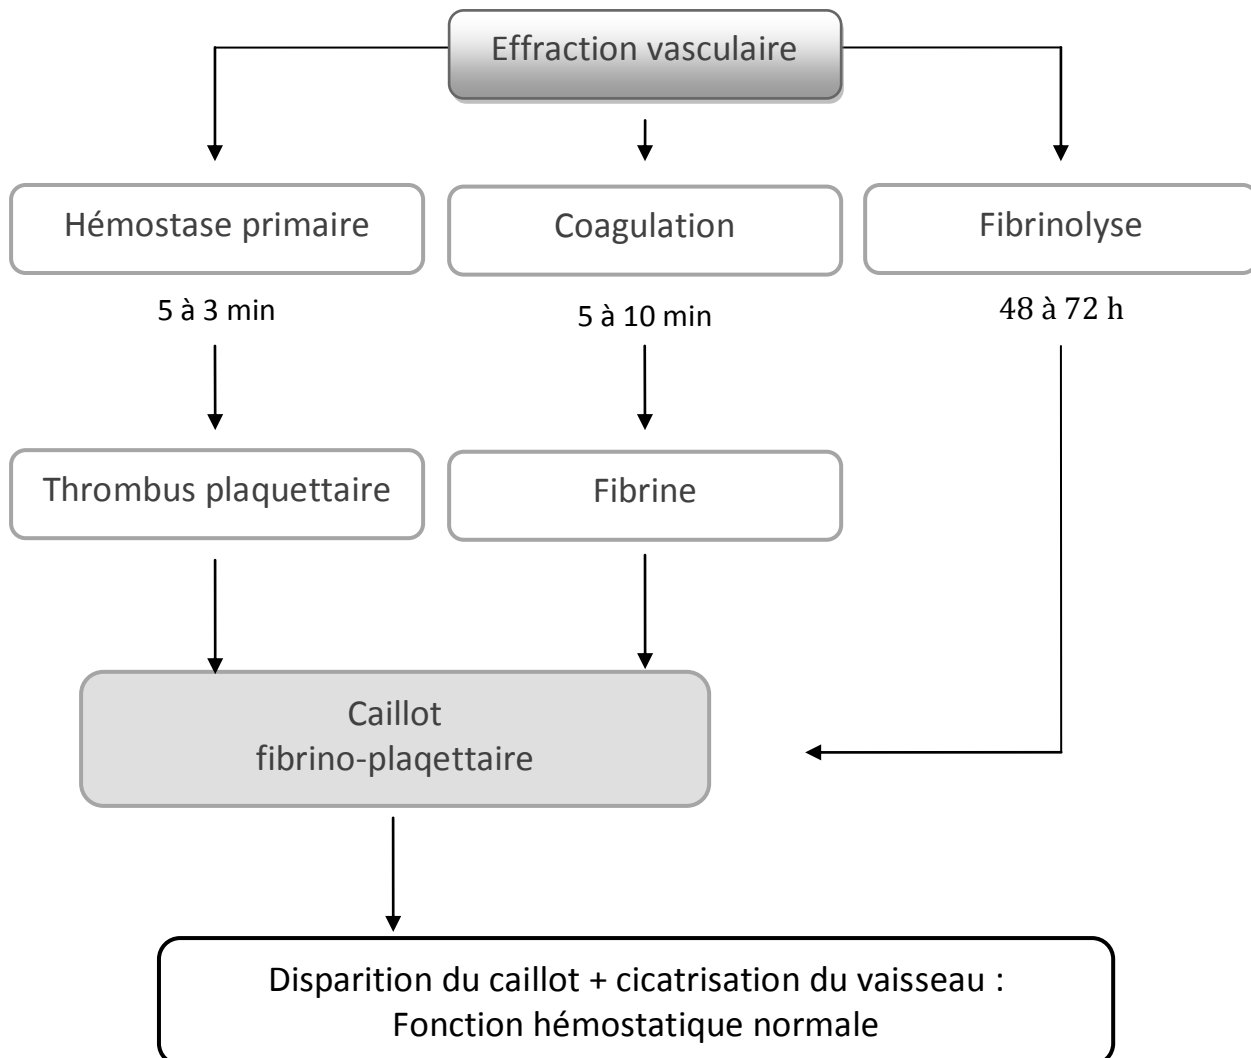 Effraction vasculaire
Hémostase primaire
Coagulation
Fibrinolyse
5 à 3 min
5 à 10 min
48 à 72 h
Thrombus plaquettaire
Fibrine
Caillot
fibrino-plaqettaire
Disparition du caillot + cicatrisation du vaisseau :
Fonction hémostatique normale